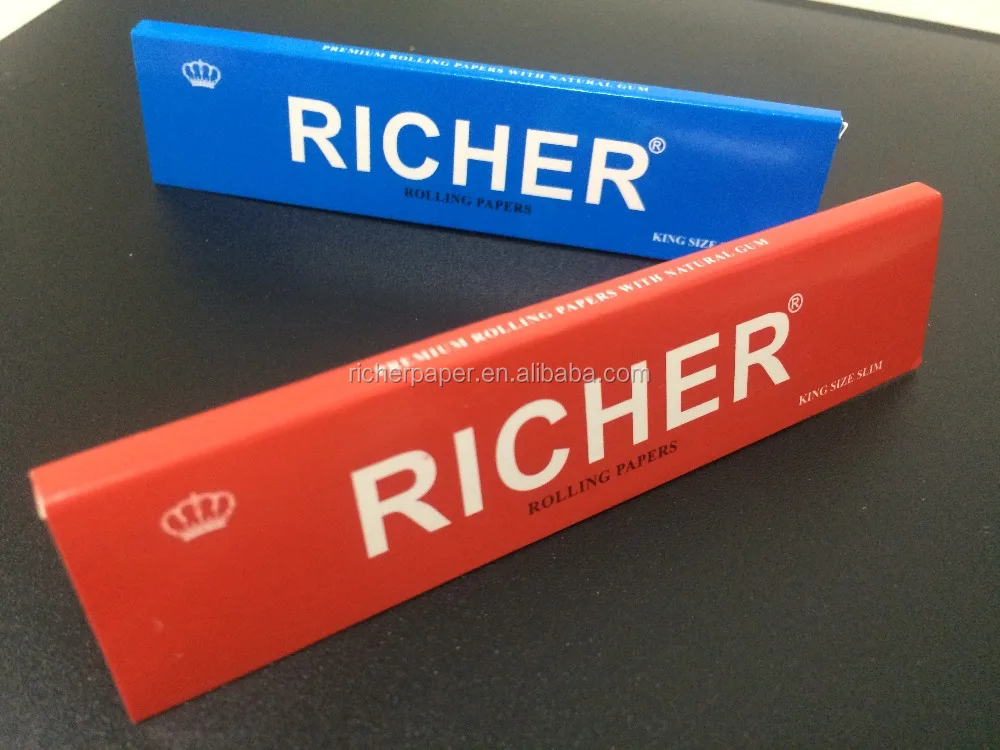 PREMIUM ROLLING PAPERS WITH NATURAL GUM
RICHER®
ROLLING PAPERS
KING SIZE
PREMIUM ROLLING PAPERS WITH NATURAL GUM
richerpaper.en.alibaba.com
RICHER®
KING SIZE SLIM
ROLLING PAPERS